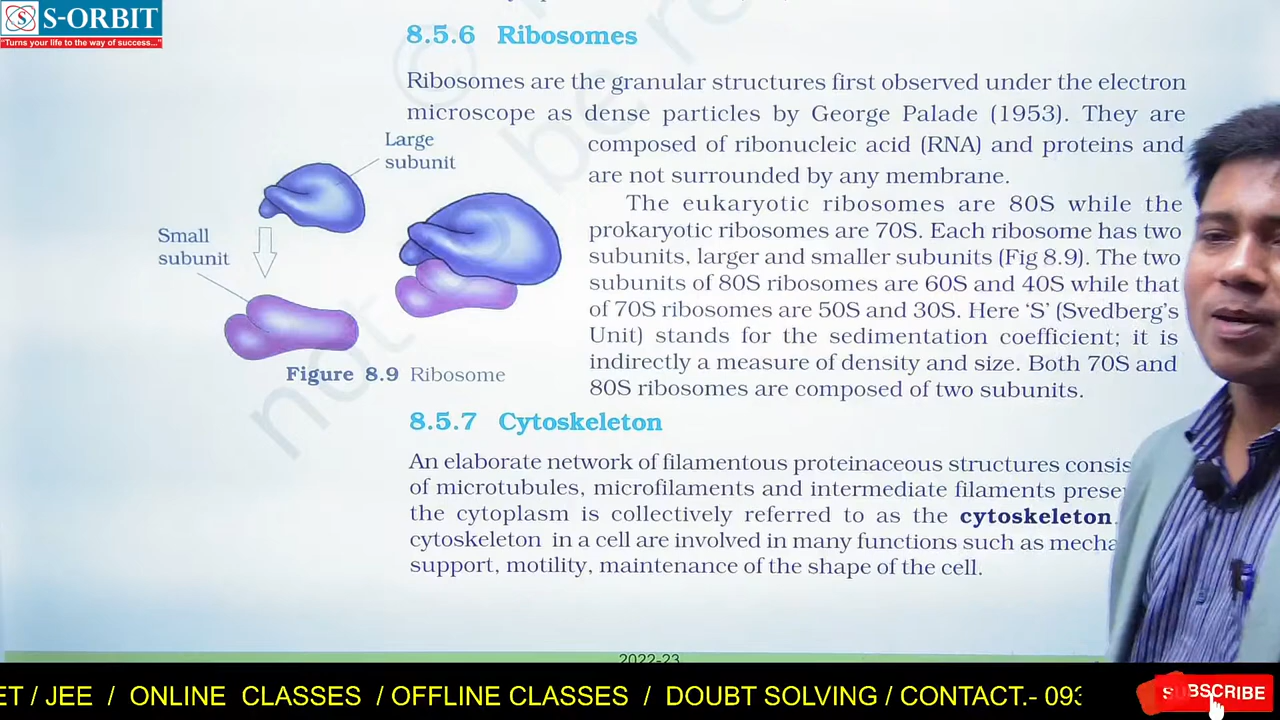 S-ORBIT
"Turns your life to the way of success..."
8.5.6 Ribosomes
Ribosomes are the granular structures first observed under the electron
microscope as dense particles by George Palade (1953). They are
composed of ribonucleic acid (RNA) and proteins and
are not surrounded by any membrane.
The eukaryotic ribosomes are 80S while the
prokaryotic ribosomes are 70S. Each ribosome has two
subunits, larger and smaller subunits (Fig 8.9). The two
subunits of 80S ribosomes are 60S and 40S while that
of 70S ribosomes are 50S and 30S. Here ‘S’ (Svedberg's
Unit) stands for the sedimentation coefficient; it is
indirectly a measure of density and size. Both 70S and
80S ribosomes are composed of two subunits.
Large
subunit
Small
subunit
Figure 8.9 Ribosome
8.5.7 Cytoskeleton
An elaborate network of filamentous proteinaceous structures consis
of microtubules, microfilaments and intermediate filaments prese
the cytoplasm is collectively referred to as the cytoskeleton.
cytoskeleton in a cell are involved in many functions such as mecha
support, motility, maintenance of the shape of the cell.
not
be re
©
2022-23
ET / JEE / ONLINE CLASSES / OFFLINE CLASSES / DOUBT SOLVING / CONTACT.- 093
SUBSCRIBE